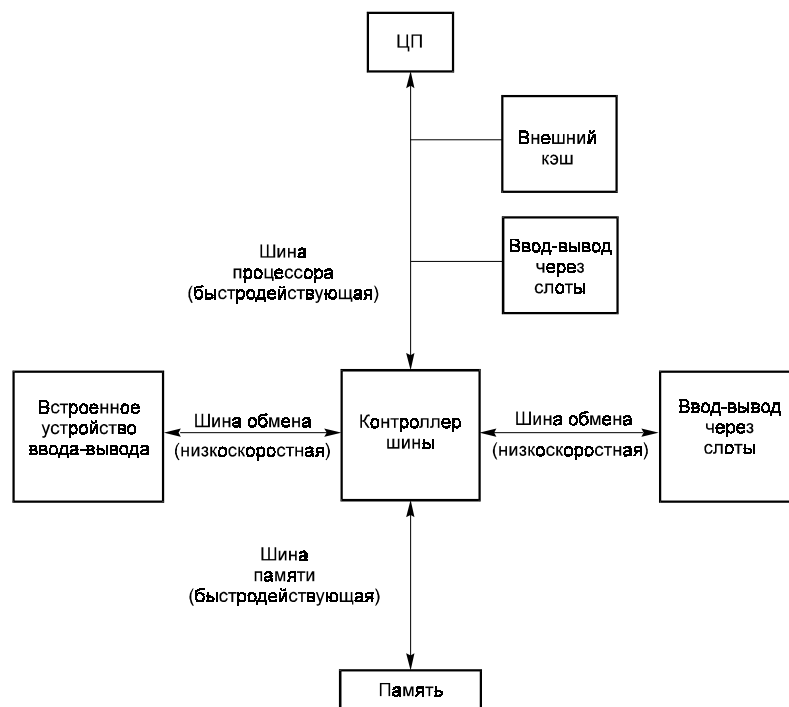 ЦП
Внешний
кэш
Ввод-вывод
через
слоты
Шина
процессора
(быстродействующая)
Встроенное
устройство
ввода-вывода
Шина обмена
(низкоскоростная)
Контроллер
шины
Шина обмена
(низкоскоростная)
Ввод-вывод
через
слоты
Шина
памяти
(быстродействующая)
Память